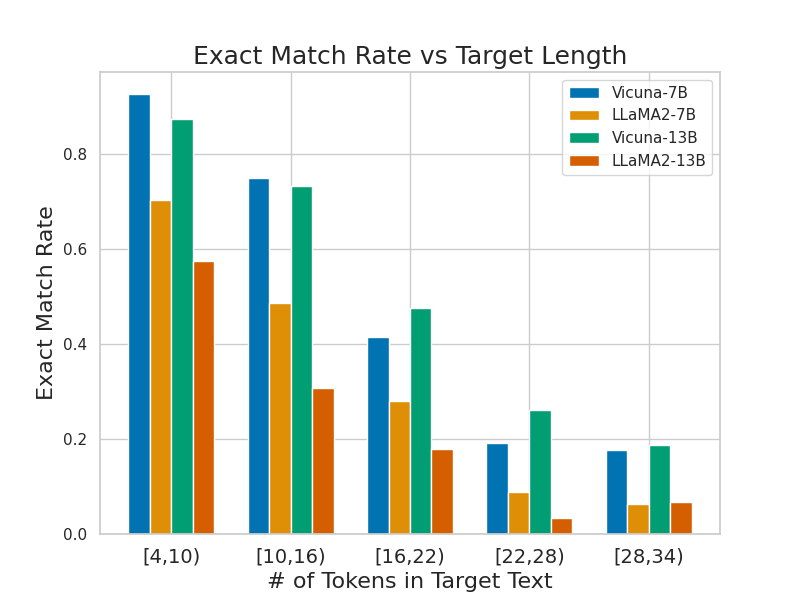 Exact Match Rate vs Target Length
Vicuna-7B
LLaMA2-7B
Vicuna-13B
LLaMA2-13B
Exact Match Rate
0.8
0.6
0.4
0.2
0.0
[4,10)
[10,16)
[16,22)
[22,28)
[28,34)
# of Tokens in Target Text